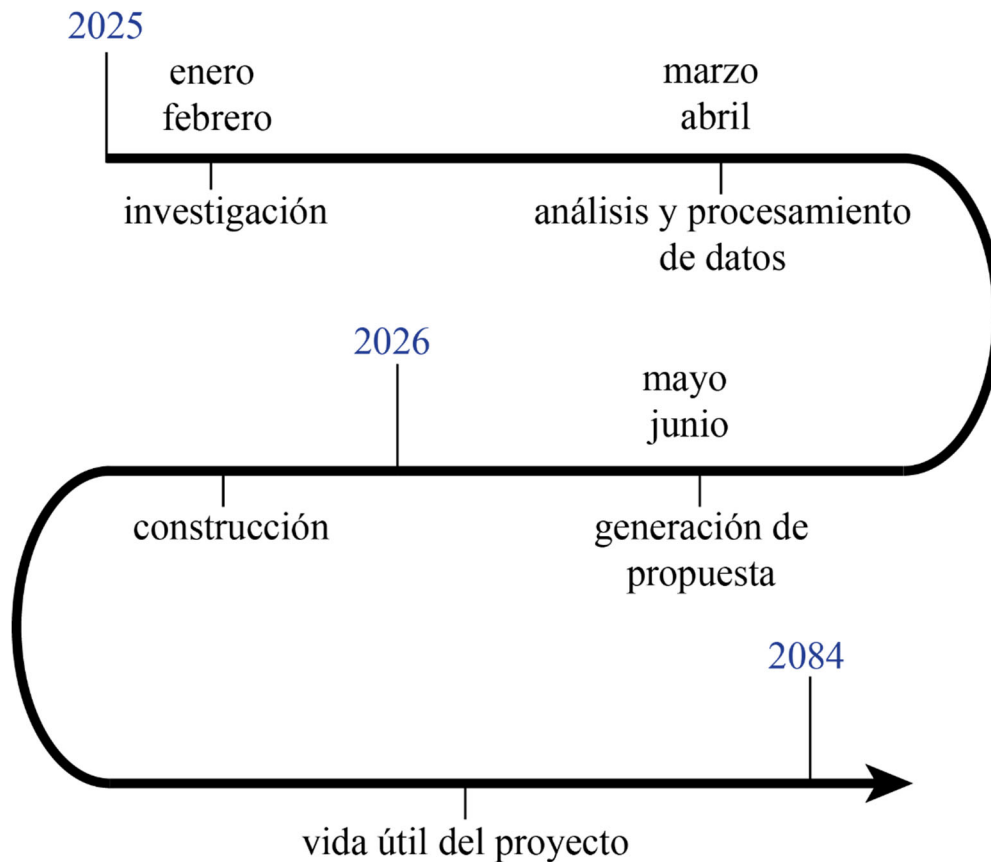 2025
enero
febrero
marzo
abril
investigación
análisis y procesamiento
de datos
2026
mayo
junio
construcción
generación de
propuesta
2084
vida útil del proyecto